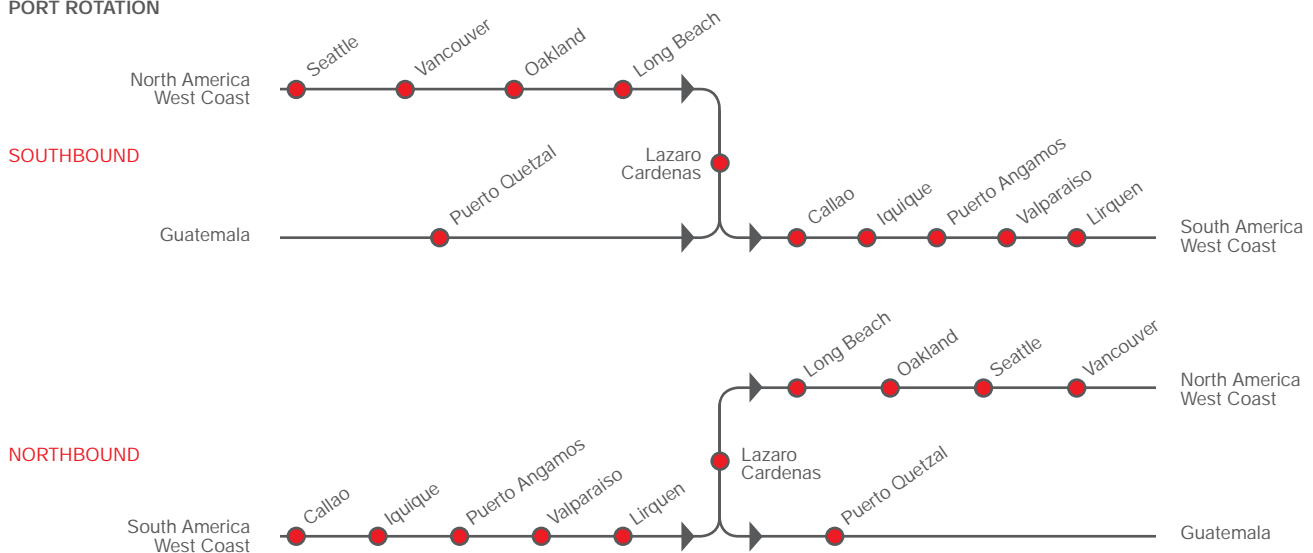 PORT ROTATION
Seattle
Vancouver
Oakland
Long Beach
North America
West Coast
SOUTHBOUND
Lazaro
Cardenas
Puerto Quetzal
Guatemala
Callao
Iquique
Puerto Angamos
Valparaiso
Lirquen
South America
West Coast
Long Beach
Oakland
Seattle
Vancouver
North America
West Coast
NORTHBOUND
Lazaro
Cardenas
Callao
Iquique
Puerto Angamos
Valparaiso
Lirquen
Puerto Quetzal
South America
West Coast
Guatemala